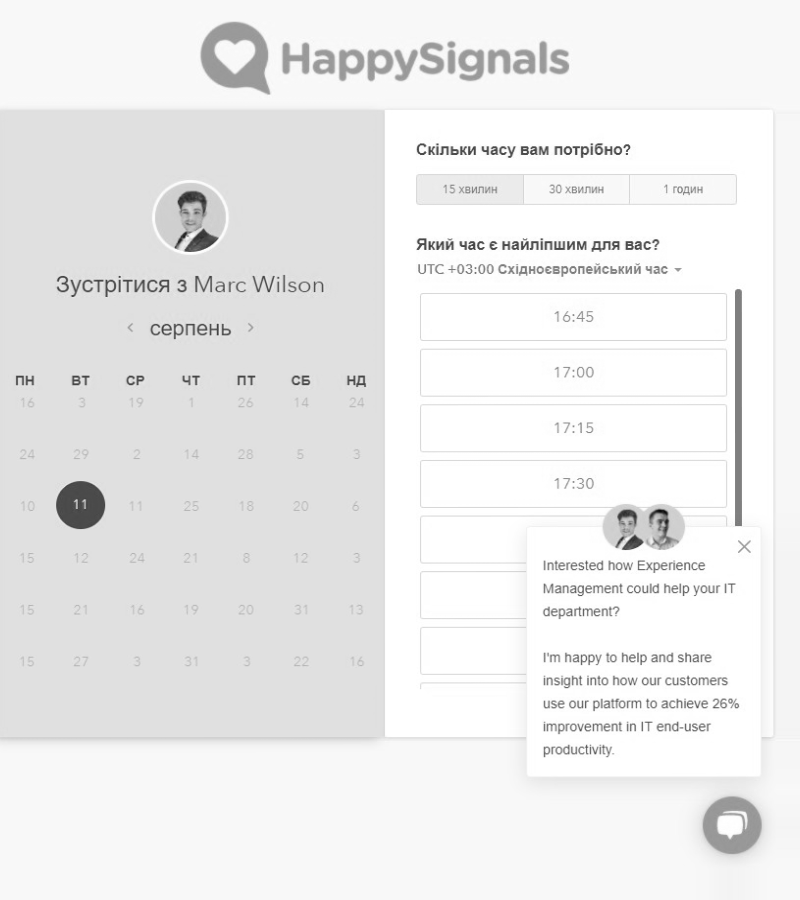 HappySignals
Зустрітися з Marc Wilson
серпень
ПН ВТ СР ЧТ ПТ СБ НД
16 3 19 1 26 14 24
24 29 2 14 28 5 3
10 11 11 25 18 20 6
15 12 24 21 8 12 3
15 21 16 19 20 31 13
15 27 3 31 3 22 16
Скільки часу вам потрібно?
15 хвилин 30 хвилин 1 годин
Який час є найліпшим для вас?
UTC +03:00 Східноєвропейський час
16:45
17:00
17:15
17:30
Interested how Experience
Management could help your IT
department?
I'm happy to help and share
insight into how our customers
use our platform to achieve 26%
improvement in IT end-user
productivity.